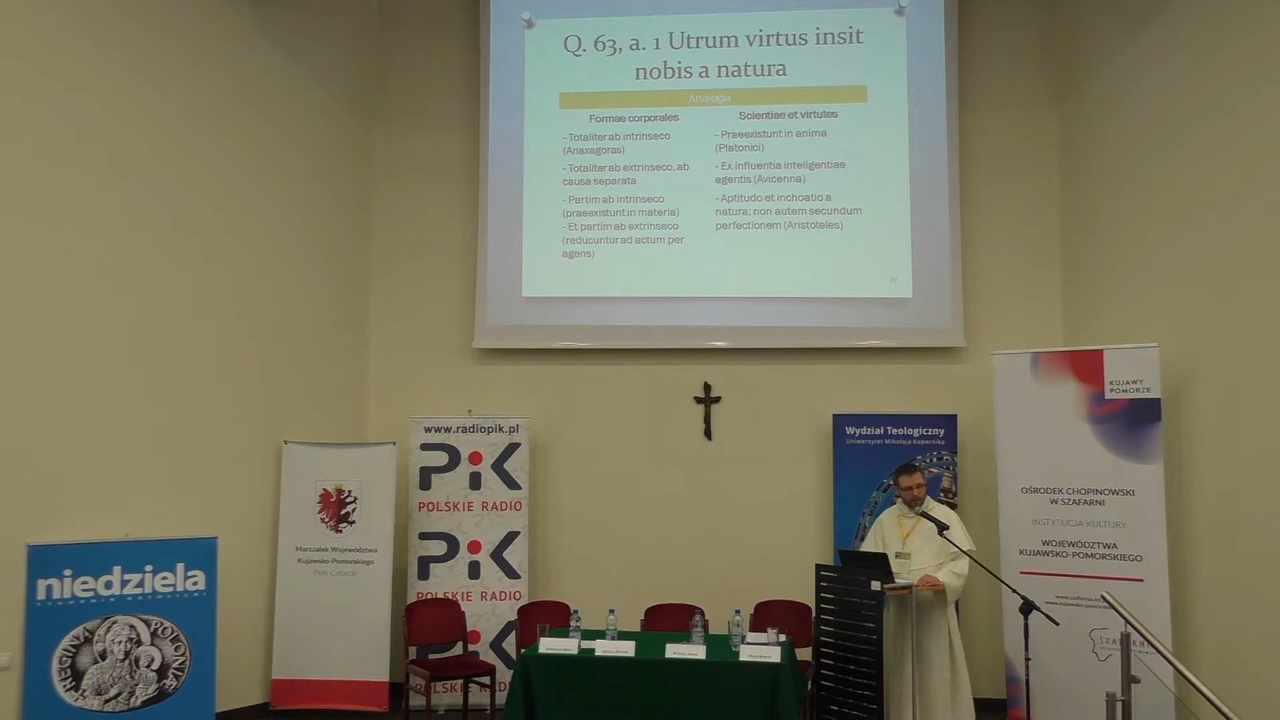 Q. 63, a. 1 Utrum virtus insit
nobis a natura
Analogia
Formae corporales
- Totaliter ab intrinseco
(Anaxagoras)
- Totaliter ab extrinseco, ab
causa separata
- Partim ab intrinseco
(praeexistunt in materia)
- Et partim ab extrinseco
(reducuntur ad actum per
agens)
Scientiae et virtutes
- Praeexistunt in anima
(Platonici)
- Ex influentia inteligentiae
agentis (Avicenna)
- Aptitudo et inchoatio a
natura; non autem secundum
perfectionem (Aristoteles)
niedziela
REGINA POLONIAE
Marszałek Województwa
Kujawsko-Pomorskiego
Piotr Całbecki
www.radiopik.pl
PiK
POLSKIE RADIO
PiK
POLSKIE RADIO
Wydział Teologiczny
Uniwersytet Mikołaja Kopernika
KUJAWY
POMORZE
OŚRODEK CHOPINOWSKI
W SZAFARNI
INSTYTUCJA KULTURY
WOJEWÓDZTWA
KUJAWSKO-POMORSKIEGO